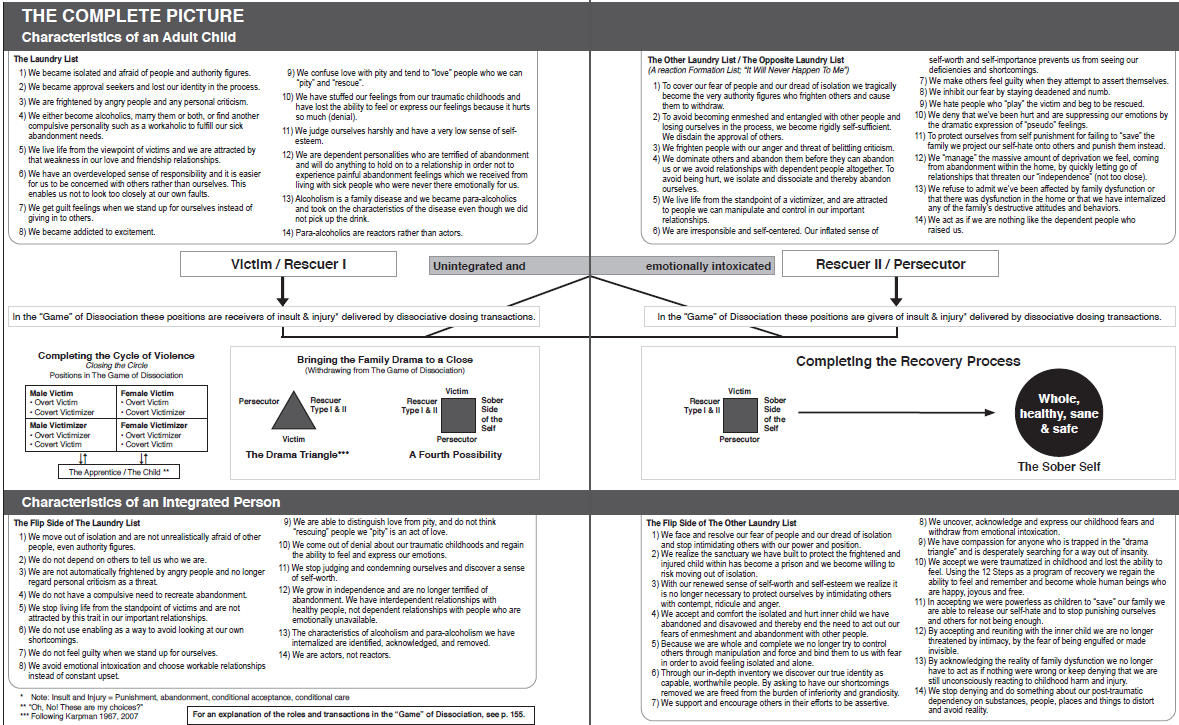 THE COMPLETE PICTURE
Characteristics of an Adult Child
The Laundry List
1) We became isolated and afraid of people and authority figures.
2) We became approval seekers and lost our identity in the process.
3) We are frightened by angry people and any personal criticism.
4) We either become alcoholics, marry them or both, or find another
compulsive personality such as a workaholic to fulfill our sick
abandonment needs.
5) We live life from the viewpoint of victims and we are attracted by
that weakness in our love and friendship relationships.
6) We have an overdeveloped sense of responsibility and it is easier
for us to be concerned with others rather than ourselves. This
enables us not to look too closely at our own faults.
7) We get guilt feelings when we stand up for ourselves instead of
giving in to others.
8) We became addicted to excitement.
9) We confuse love with pity and tend to "love" people who we can
"pity" and "rescue".
10) We have stuffed our feelings from our traumatic childhoods and
have lost the ability to feel or express our feelings because it hurts
so much (denial).
11) We judge ourselves harshly and have a very low sense of self-
esteem.
12) We are dependent personalities who are terrified of abandonment
and will do anything to hold on to a relationship in order not to
experience painful abandonment feelings which we received from
living with sick people who were never there emotionally for us.
13) Alcoholism is a family disease and we became para-alcoholics
and took on the characteristics of the disease even though we did
not pick up the drink.
14) Para-alcoholics are reactors rather than actors.
The Other Laundry List / The Opposite Laundry List
(A reaction Formation List; "It Will Never Happen To Me")
1) To cover our fear of people and our dread of isolation we tragically
become the very authority figures who frighten others and cause
them to withdraw.
2) To avoid becoming enmeshed and entangled with other people and
losing ourselves in the process, we become rigidly self-sufficient.
We disdain the approval of others.
3) We frighten people with our anger and threat of belittling criticism.
4) We dominate others and abandon them before they can abandon
us or we avoid relationships with dependent people altogether. To
avoid being hurt, we isolate and dissociate and thereby abandon
ourselves.
5) We live life from the standpoint of a victimizer, and are attracted
to people we can manipulate and control in our important
relationships.
6) We are irresponsible and self-centered. Our inflated sense of
self-worth and self-importance prevents us from seeing our
deficiencies and shortcomings.
7) We make others feel guilty when they attempt to assert themselves.
8) We inhibit our fear by staying deadened and numb.
9) We hate people who "play" the victim and beg to be rescued.
10) We deny that we've been hurt and are suppressing our emotions by
the dramatic expression of "pseudo" feelings.
11) To protect ourselves from self punishment for failing to "save" the
family we project our self-hate onto others and punish them instead.
12) We "manage" the massive amount of deprivation we feel, coming
from abandonment within the home, by quickly letting go of
relationships that threaten our "independence" (not too close).
13) We refuse to admit we've been affected by family dysfunction or
that there was dysfunction in the home or that we have internalized
any of the family's destructive attitudes and behaviors.
14) We act as if we are nothing like the dependent people who
raised us.
Victim / Rescuer I
Unintegrated and emotionally intoxicated
Rescuer II / Persecutor
In the "Game" of Dissociation these positions are receivers of insult & injury* delivered by dissociative dosing transactions.
In the "Game" of Dissociation these positions are givers of insult & injury* delivered by dissociative dosing transactions.
Completing the Cycle of Violence
Closing the Circle
Positions in The Game of Dissociation
Male Victim
• Overt Victim
• Covert Victimizer
Female Victim
• Overt Victim
• Covert Victimizer
Male Victimizer
• Overt Victimizer
• Covert Victim
Female Victimizer
• Overt Victimizer
• Covert Victim
The Apprentice / The Child **
Bringing the Family Drama to a Close
(Withdrawing from The Game of Dissociation)
Persecutor
Rescuer
Type I & II
Victim
The Drama Triangle***
Victim
Rescuer
Type I & II
Sober
Side
of the
Self
Persecutor
A Fourth Possibility
Completing the Recovery Process
Victim
Rescuer
Type I & II
Sober
Side
of the
Self
Persecutor
Whole,
healthy, sane
& safe
The Sober Self
Characteristics of an Integrated Person
The Flip Side of The Laundry List
1) We move out of isolation and are not unrealistically afraid of other
people, even authority figures.
2) We do not depend on others to tell us who we are.
3) We are not automatically frightened by angry people and no longer
regard personal criticism as a threat.
4) We do not have a compulsive need to recreate abandonment.
5) We stop living life from the standpoint of victims and are not
attracted by this trait in our important relationships.
6) We do not use enabling as a way to avoid looking at our own
shortcomings.
7) We do not feel guilty when we stand up for ourselves.
8) We avoid emotional intoxication and choose workable relationships
instead of constant upset.
9) We are able to distinguish love from pity, and do not think
"rescuing" people we "pity" is an act of love.
10) We come out of denial about our traumatic childhoods and regain
the ability to feel and express our emotions.
11) We stop judging and condemning ourselves and discover a sense
of self-worth.
12) We grow in independence and are no longer terrified of
abandonment. We have interdependent relationships with
healthy people, not dependent relationships with people who are
emotionally unavailable.
13) The characteristics of alcoholism and para-alcoholism we have
internalized are identified, acknowledged, and removed.
14) We are actors, not reactors.
* Note: Insult and Injury = Punishment, abandonment, conditional acceptance, conditional care
** "Oh, No! These are my choices?"
*** Following Karpman 1967, 2007
For an explanation of the roles and transactions in the "Game" of Dissociation, see p. 155.
The Flip Side of The Other Laundry List
1) We face and resolve our fear of people and our dread of isolation
and stop intimidating others with our power and position.
2) We realize the sanctuary we have built to protect the frightened and
injured child within has become a prison and we become willing to
risk moving out of isolation.
3) With our renewed sense of self-worth and self-esteem we realize it
is no longer necessary to protect ourselves by intimidating others
with contempt, ridicule and anger.
4) We accept and comfort the isolated and hurt inner child we have
abandoned and disavowed and thereby end the need to act out our
fears of enmeshment and abandonment with other people.
5) Because we are whole and complete we no longer try to control
others through manipulation and force and bind them to us with fear
in order to avoid feeling isolated and alone.
6) Through our in-depth inventory we discover our true identity as
capable, worthwhile people. By asking to have our shortcomings
removed we are freed from the burden of inferiority and grandiosity.
7) We support and encourage others in their efforts to be assertive.
8) We uncover, acknowledge and express our childhood fears and
withdraw from emotional intoxication.
9) We have compassion for anyone who is trapped in the "drama
triangle" and is desperately searching for a way out of insanity.
10) We accept we were traumatized in childhood and lost the ability to
feel. Using the 12 Steps as a program of recovery we regain the
ability to feel and remember and become whole human beings who
are happy, joyous and free.
11) In accepting we were powerless as children to "save" our family we
are able to release our self-hate and to stop punishing ourselves
and others for not being enough.
12) By accepting and reuniting with the inner child we are no longer
threatened by intimacy, by the fear of being engulfed or made
invisible.
13) By acknowledging the reality of family dysfunction we no longer
have to act as if nothing were wrong or keep denying that we are
still unconsciously reacting to childhood harm and injury.
14) We stop denying and do something about our post-traumatic
dependency on substances, people, places and things to distort
and avoid reality.